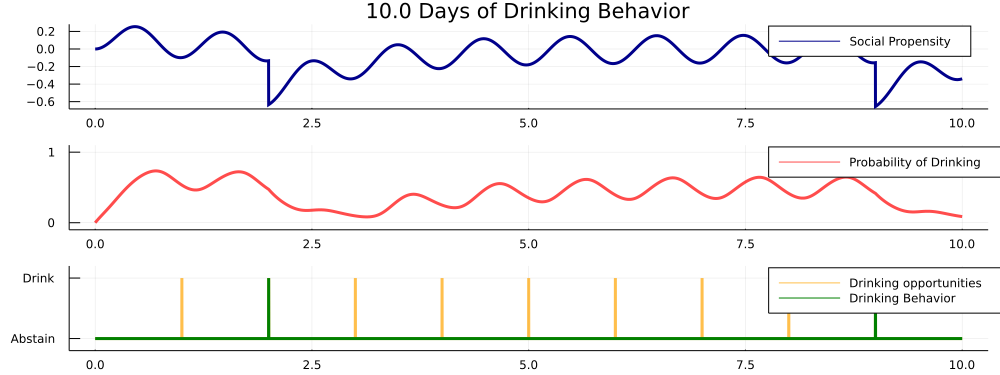 10.0 Days of Drinking Behavior
0.2
0.0
−0.2
−0.4
−0.6
Social Propensity
0.0 2.5 5.0 7.5 10.0
1
0
Probability of Drinking
0.0 2.5 5.0 7.5 10.0
Drink
Abstain
Drinking opportunities
Drinking Behavior
0.0 2.5 5.0 7.5 10.0